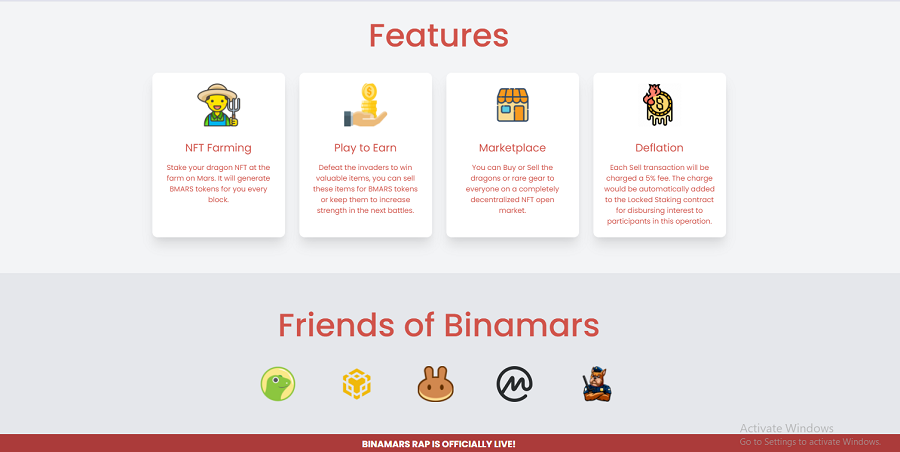 Features
NFT Farming
Stake your dragon NFT at the
farm on Mars. It will generate
BMARS tokens for you every
block.
Play to Earn
Defeat the invaders to win
valuable items, you can sell
these items for BMARS tokens
or keep them to increase
strength in the next battles.
Marketplace
You can Buy or Sell the
dragons or rare gear to
everyone on a completely
decentralized NFT open
market.
Deflation
Each Sell transaction will be
charged a 5% fee. The charge
would be automatically added
to the Locked Staking contract
for disbursing interest to
participants in this operation.
Friends of Binamars
Activate Windows
Go to Settings to activate Windows.
BINAMARS RAP IS OFFICIALLY LIVE!